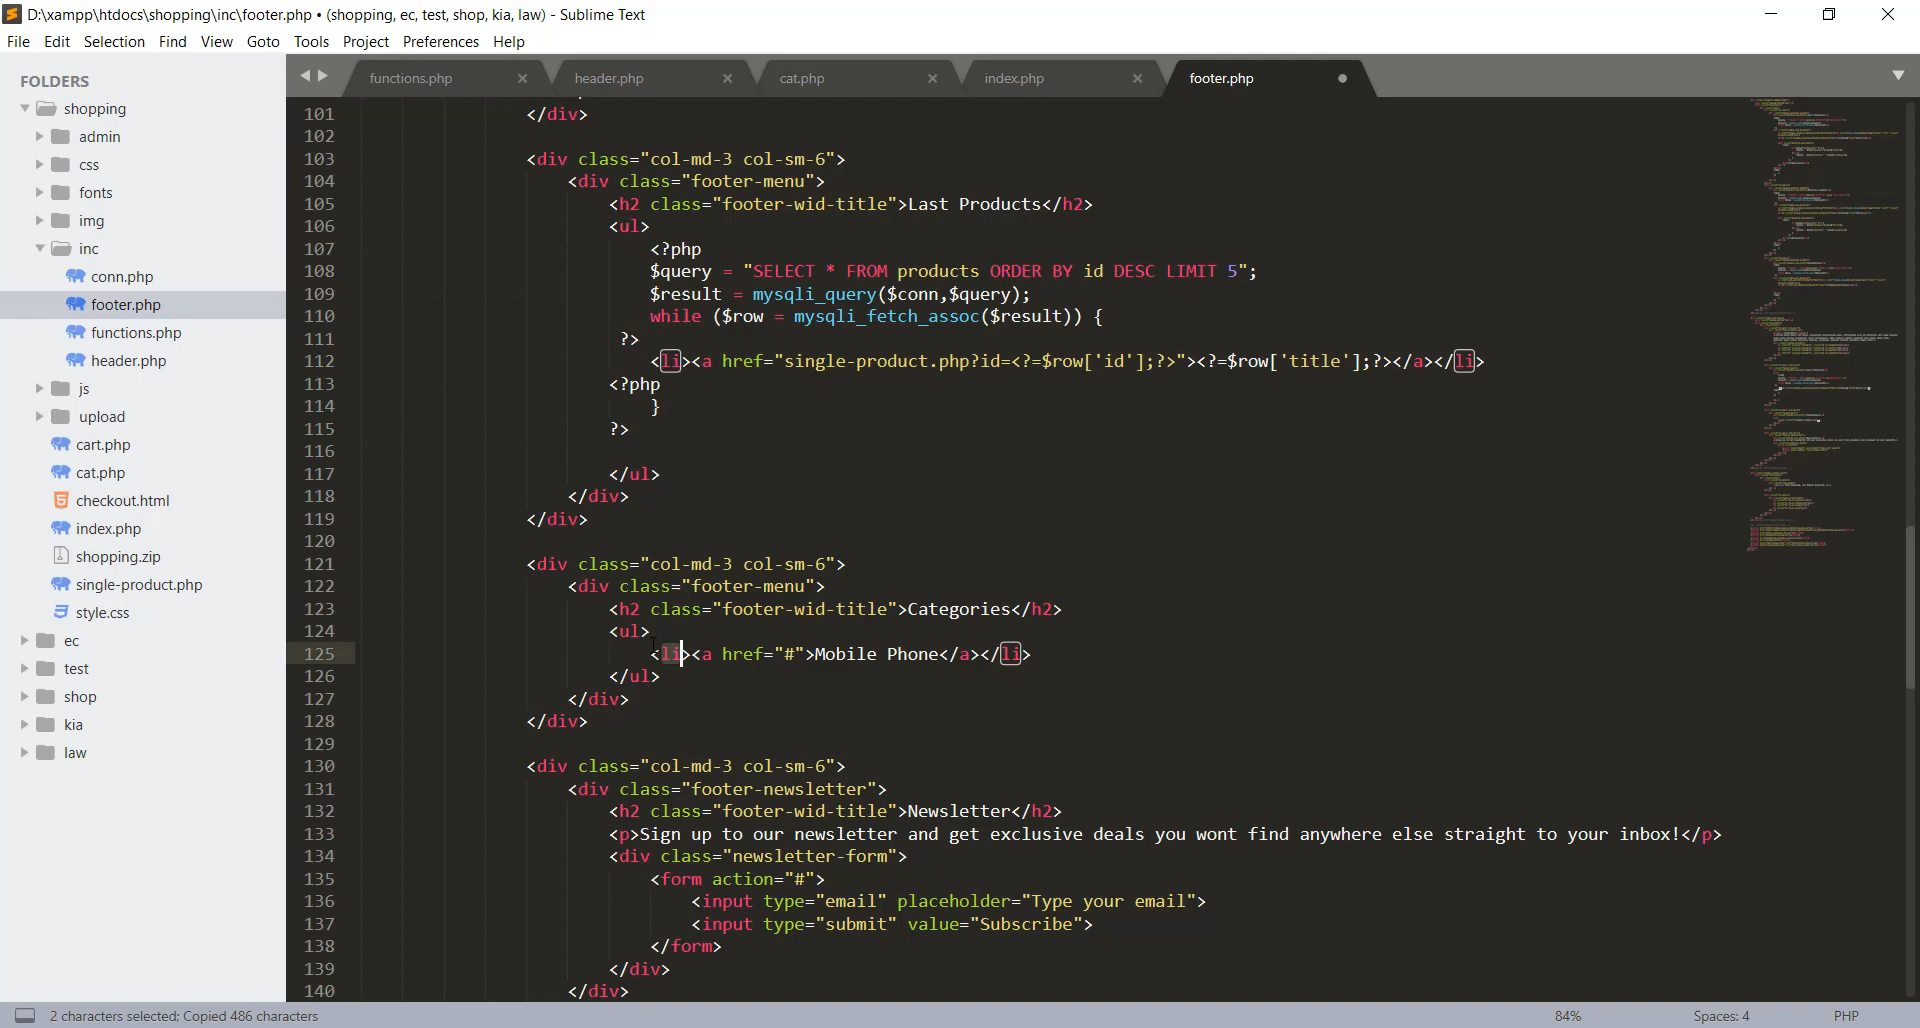 D:\xampp\htdocs\shopping\inc\footer.php • (shopping, ec, test, shop, kia, law) - Sublime Text
File Edit Selection Find View Goto Tools Project Preferences Help
FOLDERS
shopping
admin
css
fonts
img
inc
conn.php
footer.php
functions.php
header.php
js
upload
cart.php
cat.php
checkout.html
index.php
shopping.zip
single-product.php
style.css
ec
test
shop
kia
law
functions.php header.php cat.php index.php footer.php
101 </div>
102
103 <div class="col-md-3 col-sm-6">
104 <div class="footer-menu">
105 <h2 class="footer-wid-title">Last Products</h2>
106 <ul>
107 <?php
108 $query = "SELECT * FROM products ORDER BY id DESC LIMIT 5";
109 $result = mysqli_query($conn,$query);
110 while ($row = mysqli_fetch_assoc($result)) {
111 ?>
112 <li><a href="single-product.php?id=<?=$row['id'];?>"><?=$row['title'];?></a></li>
113 <?php
114 }
115 ?>
116
117 </ul>
118 </div>
119 </div>
120
121 <div class="col-md-3 col-sm-6">
122 <div class="footer-menu">
123 <h2 class="footer-wid-title">Categories</h2>
124 <ul>
125 <li><a href="#">Mobile Phone</a></li>
126 </ul>
127 </div>
128 </div>
129
130 <div class="col-md-3 col-sm-6">
131 <div class="footer-newsletter">
132 <h2 class="footer-wid-title">Newsletter</h2>
133 <p>Sign up to our newsletter and get exclusive deals you wont find anywhere else straight to your inbox!</p>
134 <div class="newsletter-form">
135 <form action="#">
136 <input type="email" placeholder="Type your email">
137 <input type="submit" value="Subscribe">
138 </form>
139 </div>
140 </div>
2 characters selected; Copied 486 characters 84% Spaces: 4 PHP